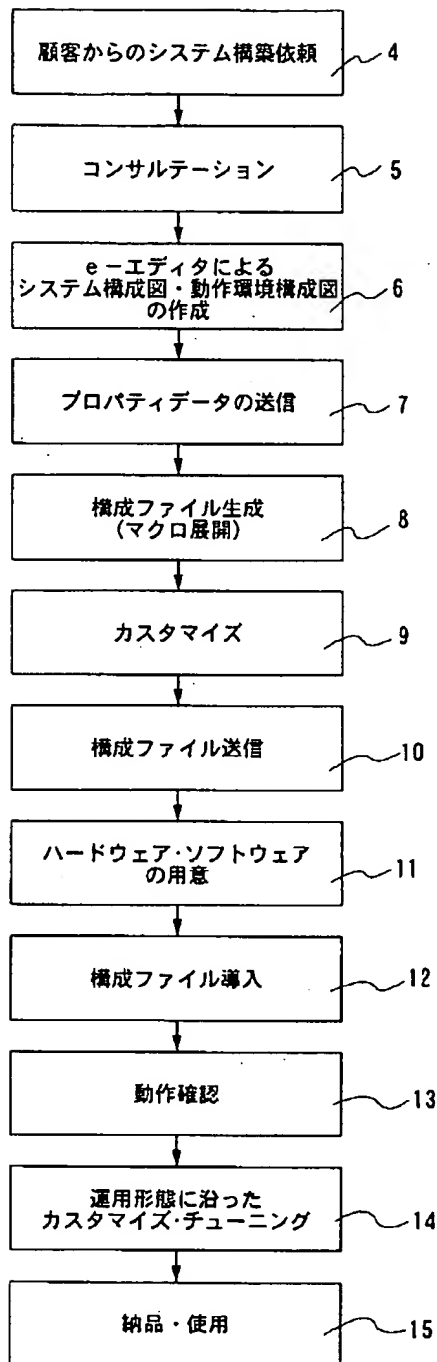 顧客からのシステム構築依頼
4
コンサルテーション
5
e-エディタによる
システム構成図・動作環境構成図
の作成
6
プロパティデータの送信
7
構成ファイル生成
(マクロ展開)
8
カスタマイズ
9
構成ファイル送信
10
ハードウェア・ソフトウェア
の用意
11
構成ファイル導入
12
動作確認
13
運用形態に沿った
カスタマイズ・チューニング
14
納品・使用
15